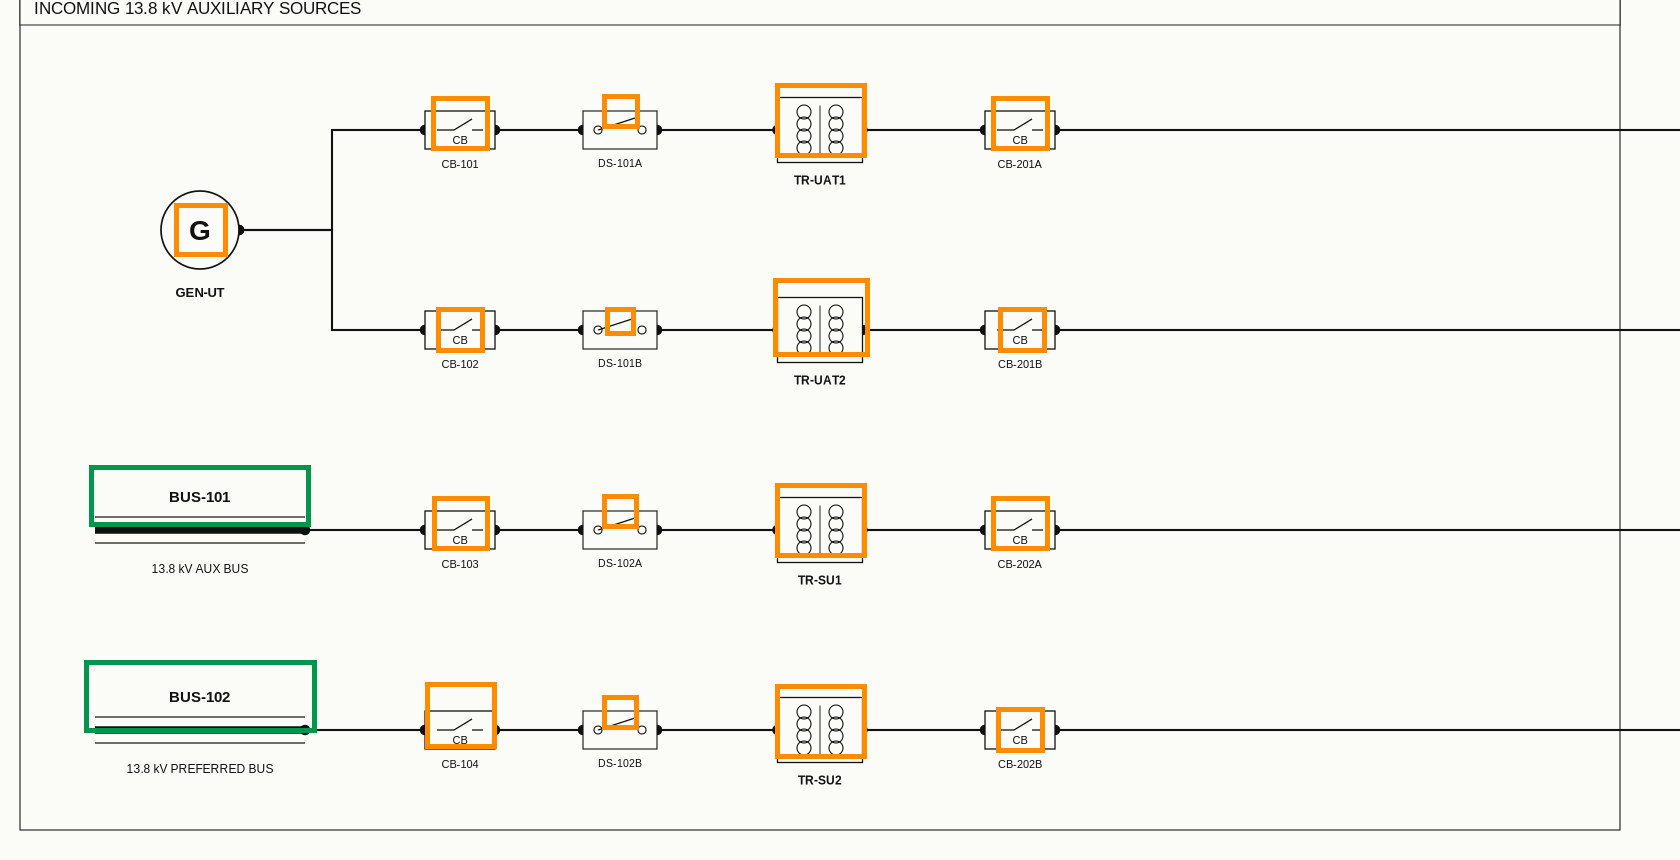 INCOMING 13.8 kV AUXILIARY SOURCES
CB
CB-101
DS-101A
TR-UAT1
CB
CB-201A
G
GEN-UT
CB
CB-102
DS-101B
TR-UAT2
CB
CB-201B
BUS-101
13.8 kV AUX BUS
CB
CB-103
DS-102A
TR-SU1
CB
CB-202A
BUS-102
13.8 kV PREFERRED BUS
CB
CB-104
DS-102B
TR-SU2
CB
CB-202B